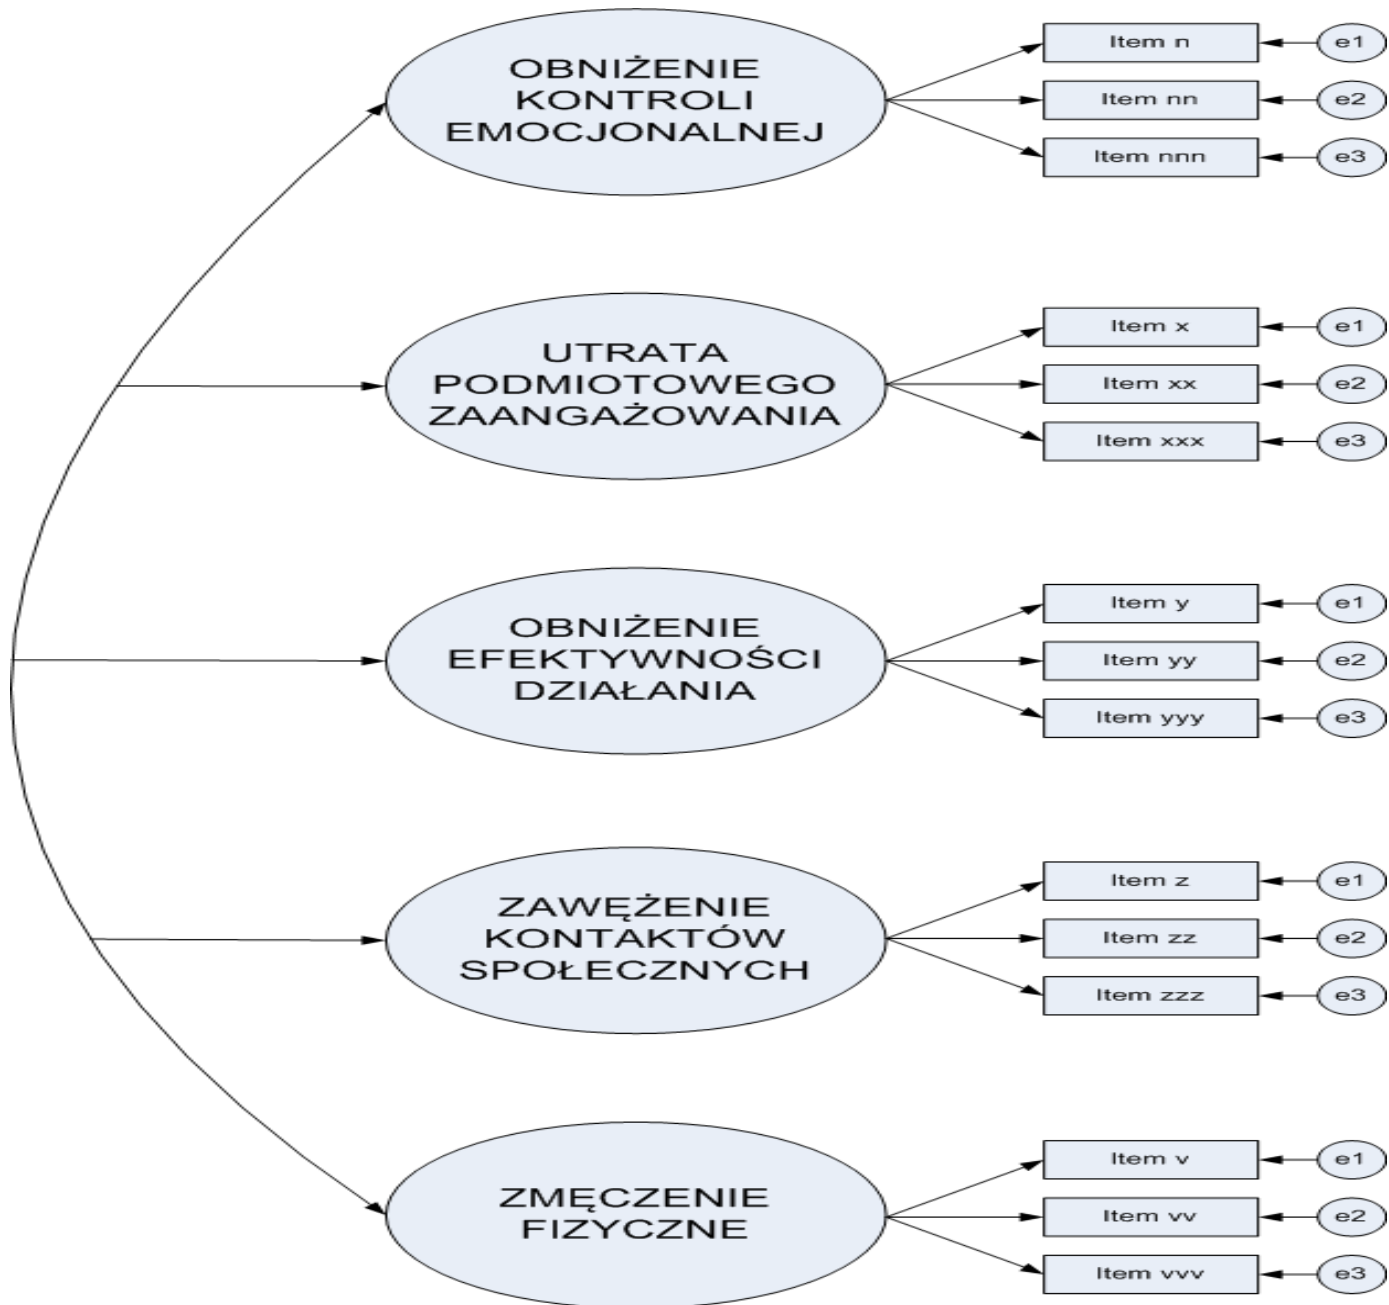 OBNIŻENIE
KONTROLI
EMOCJONALNEJ
Item n
e1
Item nn
e2
Item nnn
e3
UTRATA
PODMIOTOWEGO
ZAANGAŻOWANIA
Item x
e1
Item xx
e2
Item xxx
e3
OBNIŻENIE
EFEKTYWNOŚCI
DZIAŁANIA
Item y
e1
Item yy
e2
Item yyy
e3
ZAWĘŻENIE
KONTAKTÓW
SPOŁECZNYCH
Item z
e1
Item zz
e2
Item zzz
e3
ZMĘCZENIE
FIZYCZNE
Item v
e1
Item vv
e2
Item vvv
e3